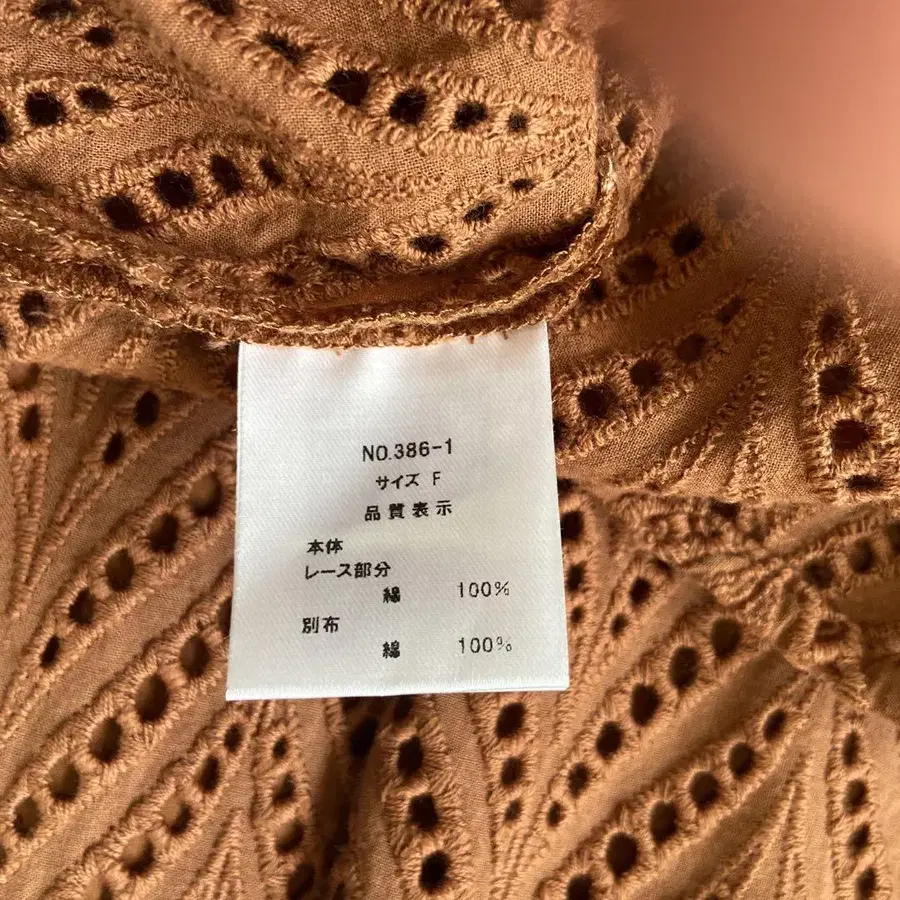 NO.386-1
サイズ F
品質表示
本体
レース部分
綿 100%
別布
綿 100%